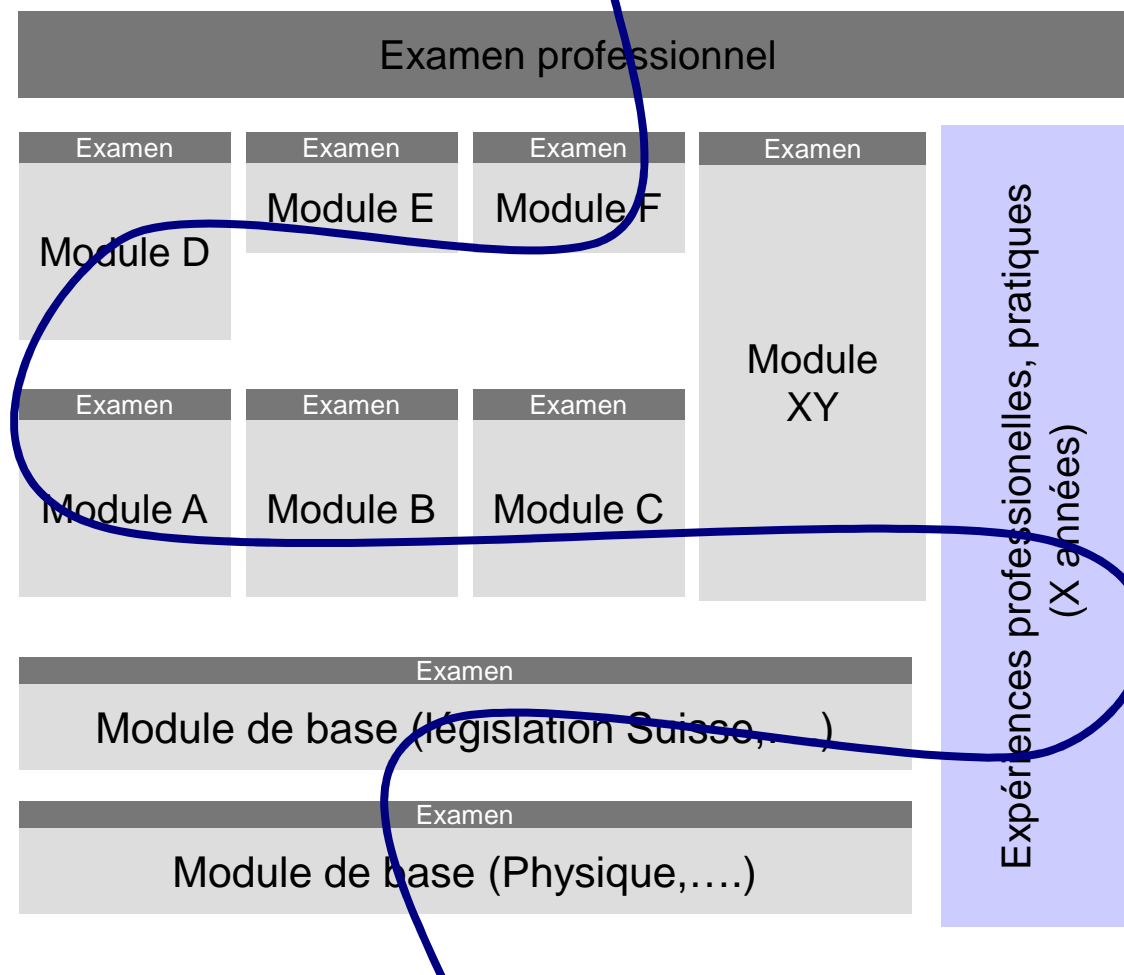 Examen professionnel
Examen
Examen
Examen
Examen
Module D
Module E
Module F
Module
XY
Examen
Examen
Examen
Module A
Module B
Module C
Examen
Module de base (législation Suisse,….)
Examen
Module de base (Physique,….)
Expériences professionelles, pratiques
(X années)